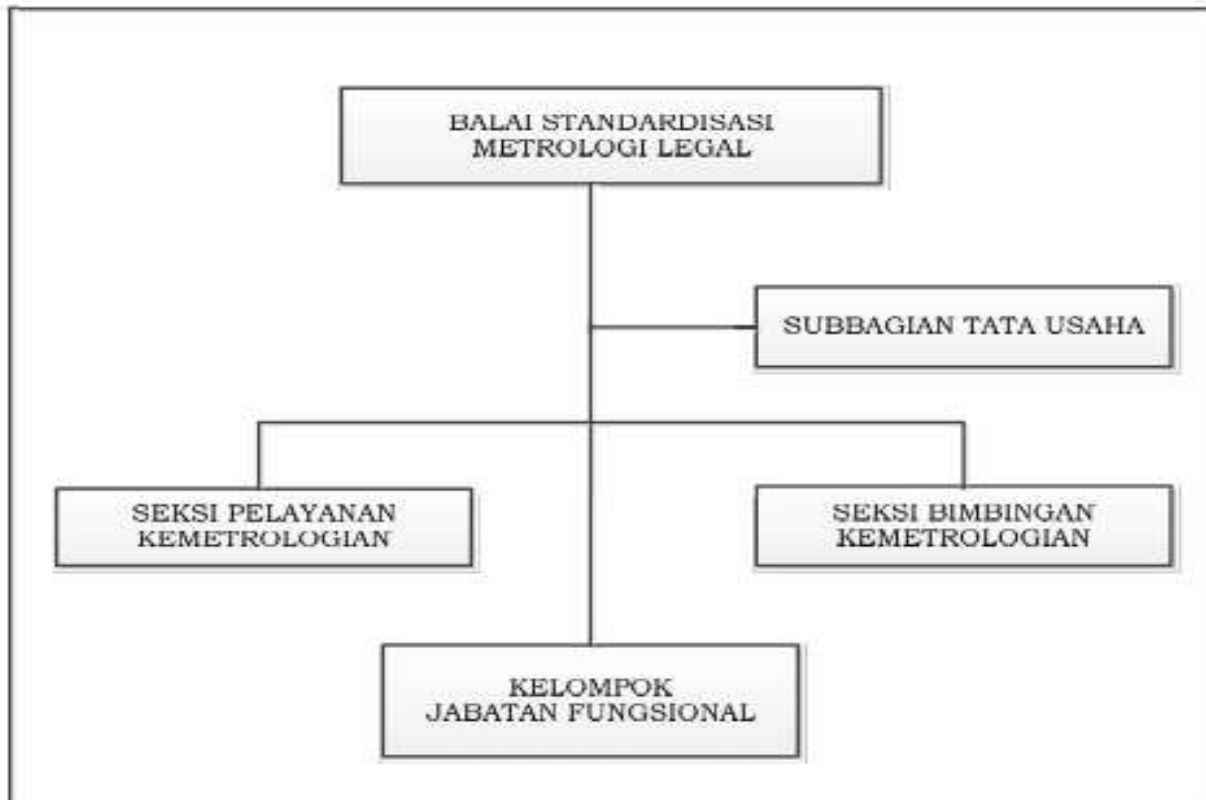 BALAI STANDARDISASI
METROLOGI LEGAL
SUBBAGIAN TATA USAHA
SEKSI PELAYANAN
KEMETROLOGIAN
SEKSI BIMBINGAN
KEMETROLOGIAN
KELOMPOK
JABATAN FUNGSIONAL